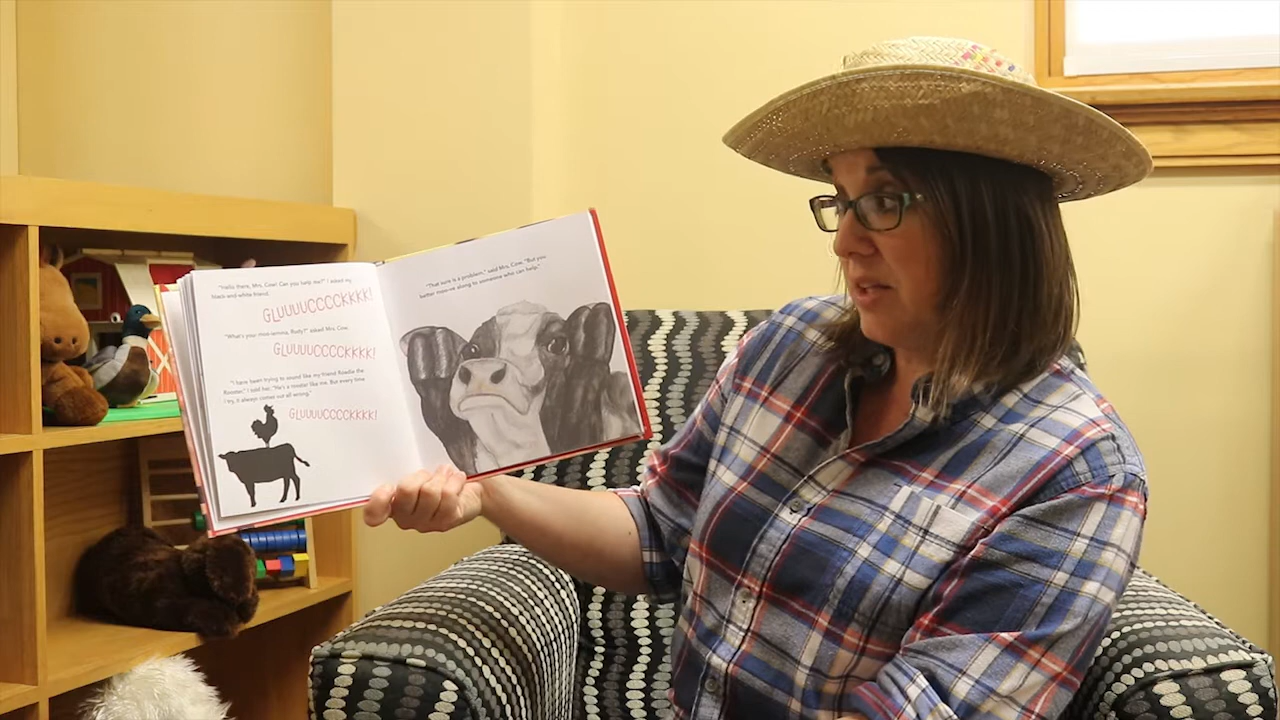 "Hello there, Mrs. Cow! Can you help me?" I asked my
black-and-white friend.
GLUUUUCCCCKKKK!
"What's your moo-lemma, Rusty?" asked Mrs. Cow.
GLUUUUCCCCKKKK!
"I have been trying to sound like my friend Roadie the
Rooster," I told her. "He's a rooster like me. But every time
I try, it always comes out all wrong."
GLUUUUCCCCKKKK!
"That sure is a problem," said Mrs. Cow. "But you
better moo-ve along to someone who can help."